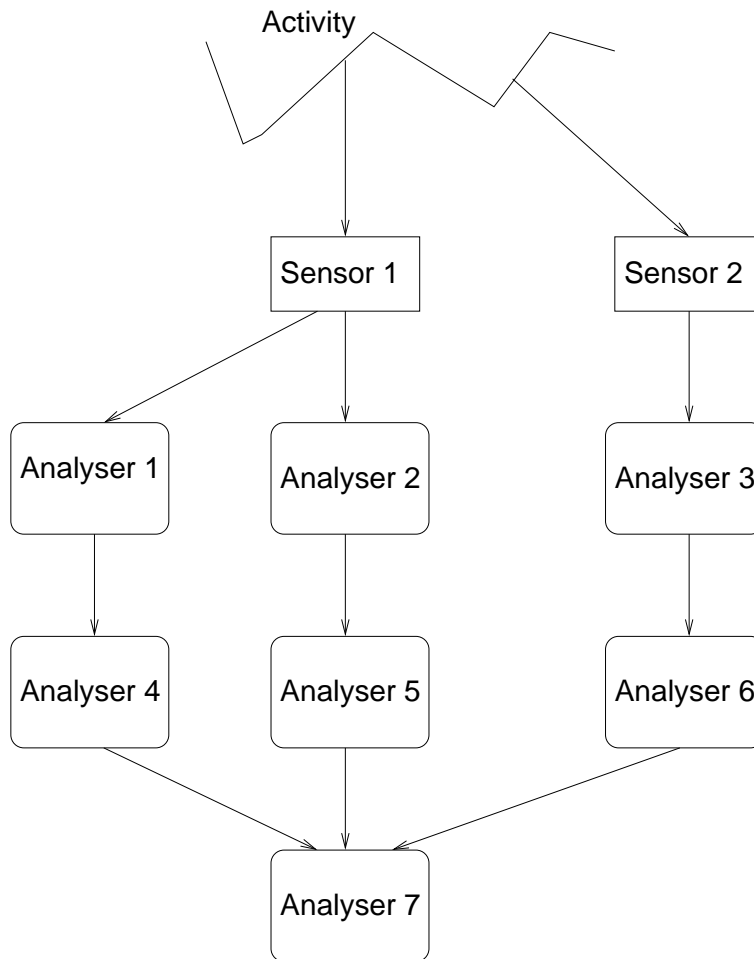 Activity
Sensor 1
Sensor 2
Analyser 1
Analyser 2
Analyser 3
Analyser 4
Analyser 5
Analyser 6
Analyser 7